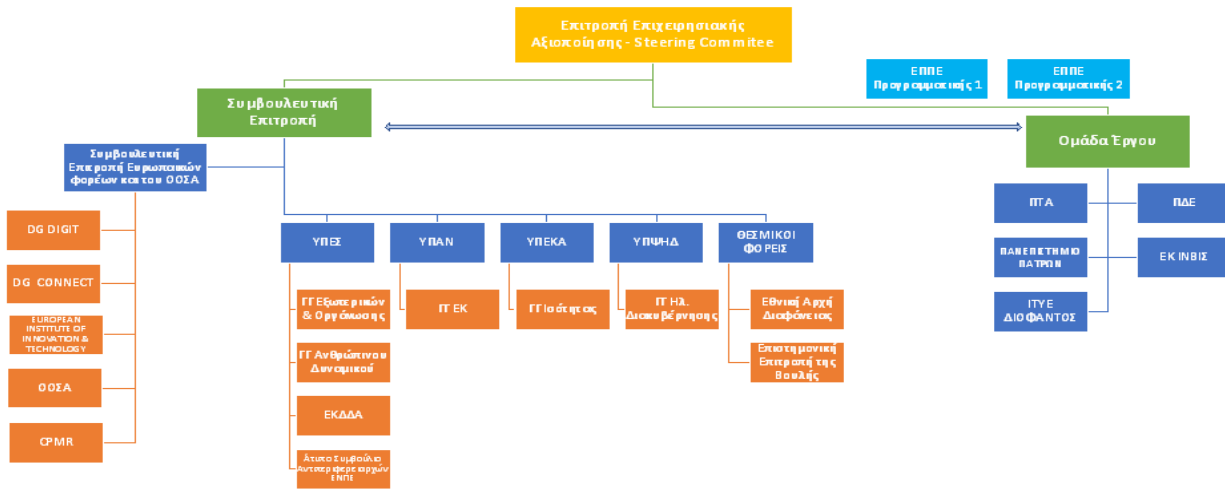 Επιτροπή Επιχειρησιακής
Αξιοποίησης - Steering Commitee
ΕΠΠΕ
Προγραμματικής 1
ΕΠΠΕ
Προγραμματικής 2
Συμβουλευτική
Επιτροπή
Ομάδα Έργου
Συμβουλευτική
Επιτροπή Ευρωπαικών
φορέων και του ΟΟΣΑ
DG DIGIT
DG CONNECT
EUROPEAN
INSTITUTE OF
INNOVATION &
TECHNOLOGY
ΟΟΣΑ
CPMR
ΥΠΕΣ
ΥΠΑΝ
ΥΠΕΚΑ
ΥΠΨΗΔ
ΘΕΣΜΙΚΟΙ
ΦΟΡΕΙΣ
ΓΓ Εξωτερικών
& Οργάνωσης
ΓΓ Ανθρώπινου
Δυναμικού
ΕΚΔΔΑ
Άτυπο Συμβούλιο
Αντιπεριφερειαρχών
ΕΝΠΕ
ΓΓ ΕΚ
ΓΓ Ισότητας
ΓΓ Ηλ.
Διακυβέρνησης
Εθνική Αρχή
Διαφάνειας
Επιστημονική
Επιτροπή της
Βουλής
ΠΤΑ
ΠΔΕ
ΠΑΝΕΠΙΣΤΗΜΙΟ
ΠΑΤΡΩΝ
ΕΚ ΙΝΒΙΣ
ΙΤΥΕ
ΔΙΟΦΑΝΤΟΣ